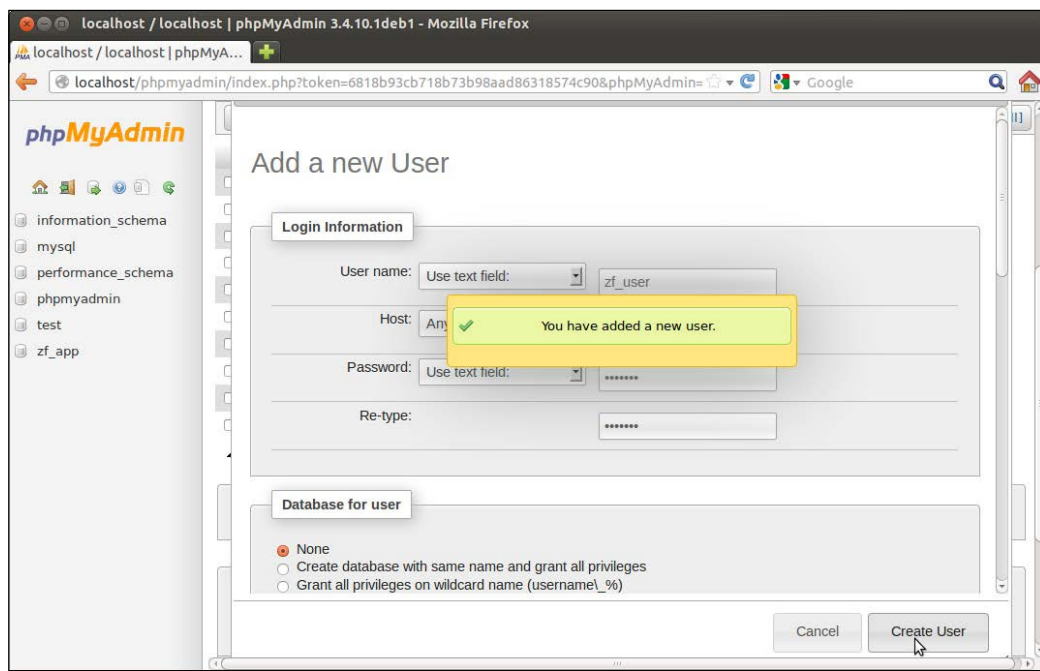 localhost / localhost | phpMyAdmin 3.4.10.1deb1 - Mozilla Firefox
localhost / localhost | phpMyA...
localhost/phpmyadmin/index.php?token=6818b93cb718b73b98aad86318574c90&phpMyAdmin=
Google
phpMyAdmin
information_schema
mysql
performance_schema
phpmyadmin
test
zf_app
Add a new User
Login Information
User name: Use text field: zf_user
Host: Any
You have added a new user.
Password: Use text field: •••••••
Re-type: •••••••
Database for user
None
Create database with same name and grant all privileges
Grant all privileges on wildcard name (username\_%)
Cancel Create User